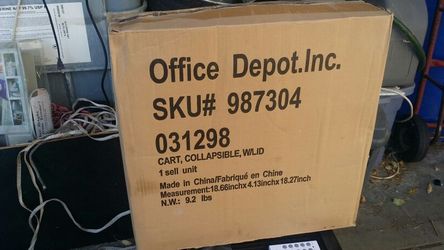 Office Depot.Inc.
SKU# 987304
031298
CART, COLLAPSIBLE, W/LID
1 sell unit
Made in China/Fabriqué en Chine
Measurement:18.66inchx4.13inchx18.27inch
N.W.: 9.2 lbs